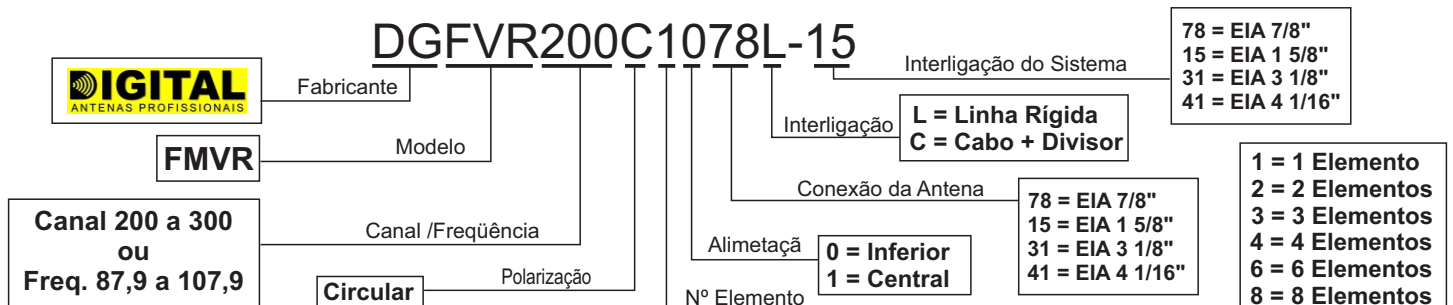 DGFVR200C1078L-15
DIGITAL
ANTENAS PROFISSIONAIS
Fabricante
FMVR
Modelo
Canal 200 a 300
ou
Freq. 87,9 a 107,9
Canal /Freqüência
Circular
Polarização
Nº Elemento
1 = 1 Elemento
2 = 2 Elementos
3 = 3 Elementos
4 = 4 Elementos
6 = 6 Elementos
8 = 8 Elementos
Alimetaçã
0 = Inferior
1 = Central
Conexão da Antena
78 = EIA 7/8"
15 = EIA 1 5/8"
31 = EIA 3 1/8"
41 = EIA 4 1/16"
Interligação
L = Linha Rígida
C = Cabo + Divisor
Interligação do Sistema
78 = EIA 7/8"
15 = EIA 1 5/8"
31 = EIA 3 1/8"
41 = EIA 4 1/16"